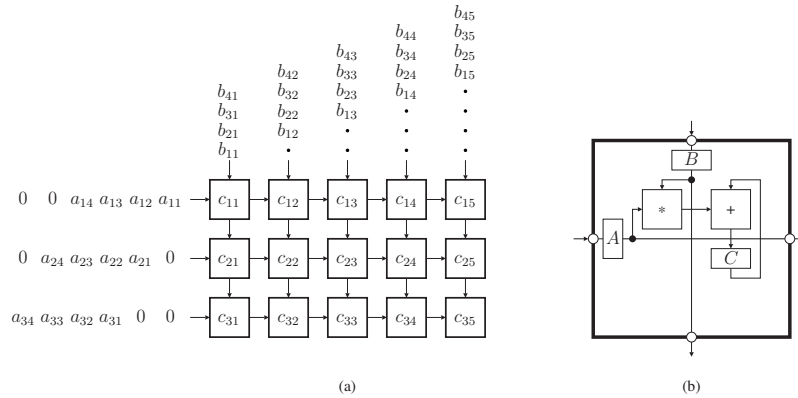 b45
b44 b35
b43 b34 b25
b42 b33 b24 b15
b41 b32 b23 b14 •
b31 b22 b13 • •
b21 b12 • • •
b11 • • • •
0 0 a14 a13 a12 a11 c11 c12 c13 c14 c15
0 a24 a23 a22 a21 0 c21 c22 c23 c24 c25
a34 a33 a32 a31 0 0 c31 c32 c33 c34 c35
(a)
B
* +
A
C
(b)